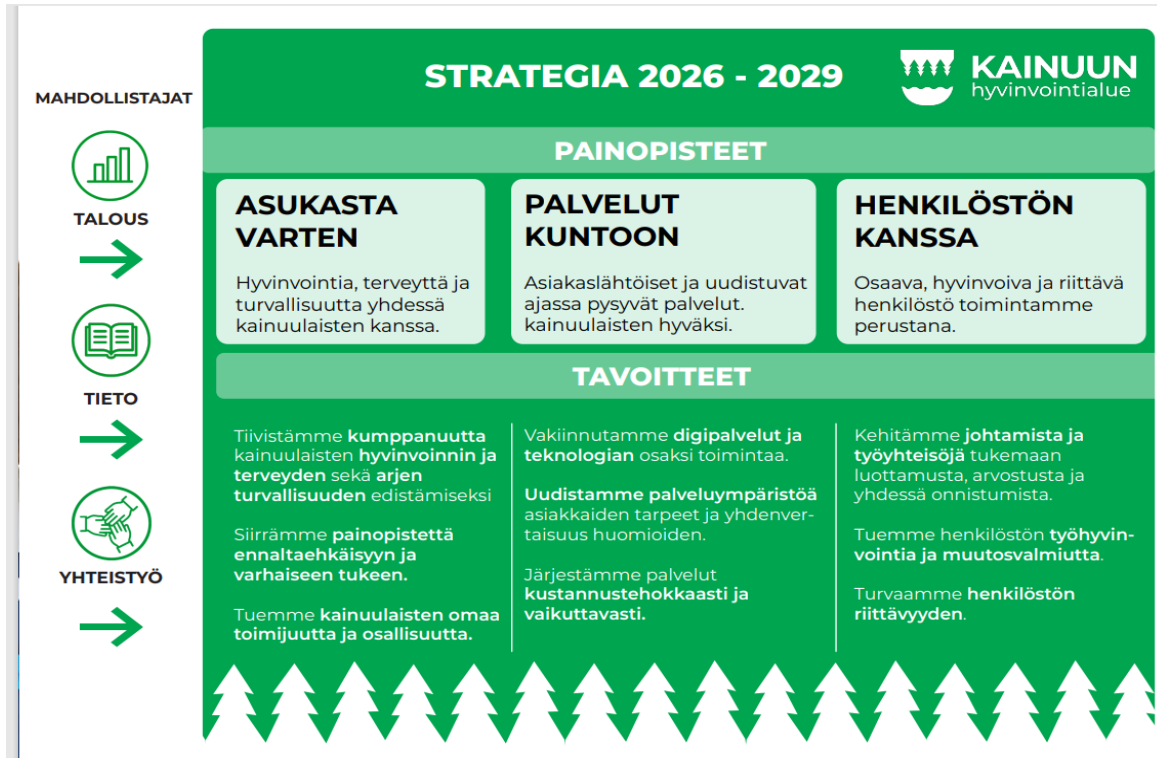 MAHDOLLISTAJAT
TALOUS
TIETO
YHTEISTYÖ
STRATEGIA 2026 - 2029
KAINUUN
hyvinvointialue
PAINOPISTEET
ASUKASTA
VARTEN
Hyvinvointia, terveyttä ja
turvallisuutta yhdessä
kainuulaisten kanssa.
PALVELUT
KUNTOON
Asiakaslähtöiset ja uudistuvat
ajassa pysyvät palvelut.
kainuulaisten hyväksi.
HENKILÖSTÖN
KANSSA
Osaava, hyvinvoiva ja riittävä
henkilöstö toimintamme
perustana.
TAVOITTEET
Tiivistämme kumppanuutta
kainuulaisten hyvinvoinnin ja
terveyden sekä arjen
turvallisuuden edistämiseksi
Siirrämme painopistettä
ennaltaehkäisyyn ja
varhaiseen tukeen.
Tuemme kainuulaisten omaa
toimijuutta ja osallisuutta.
Vakiinnutamme digipalvelut ja
teknologian osaksi toimintaa.
Uudistamme palveluympäristöä
asiakkaiden tarpeet ja yhdenver-
taisuus huomioiden.
Järjestämme palvelut
kustannustehokkaasti ja
vaikuttavasti.
Kehitämme johtamista ja
työyhteisöjä tukemaan
luottamusta, arvostusta ja
yhdessä onnistumista.
Tuemme henkilöstön työhyvin-
vointia ja muutosvalmiutta.
Turvaamme henkilöstön
riittävyyden.